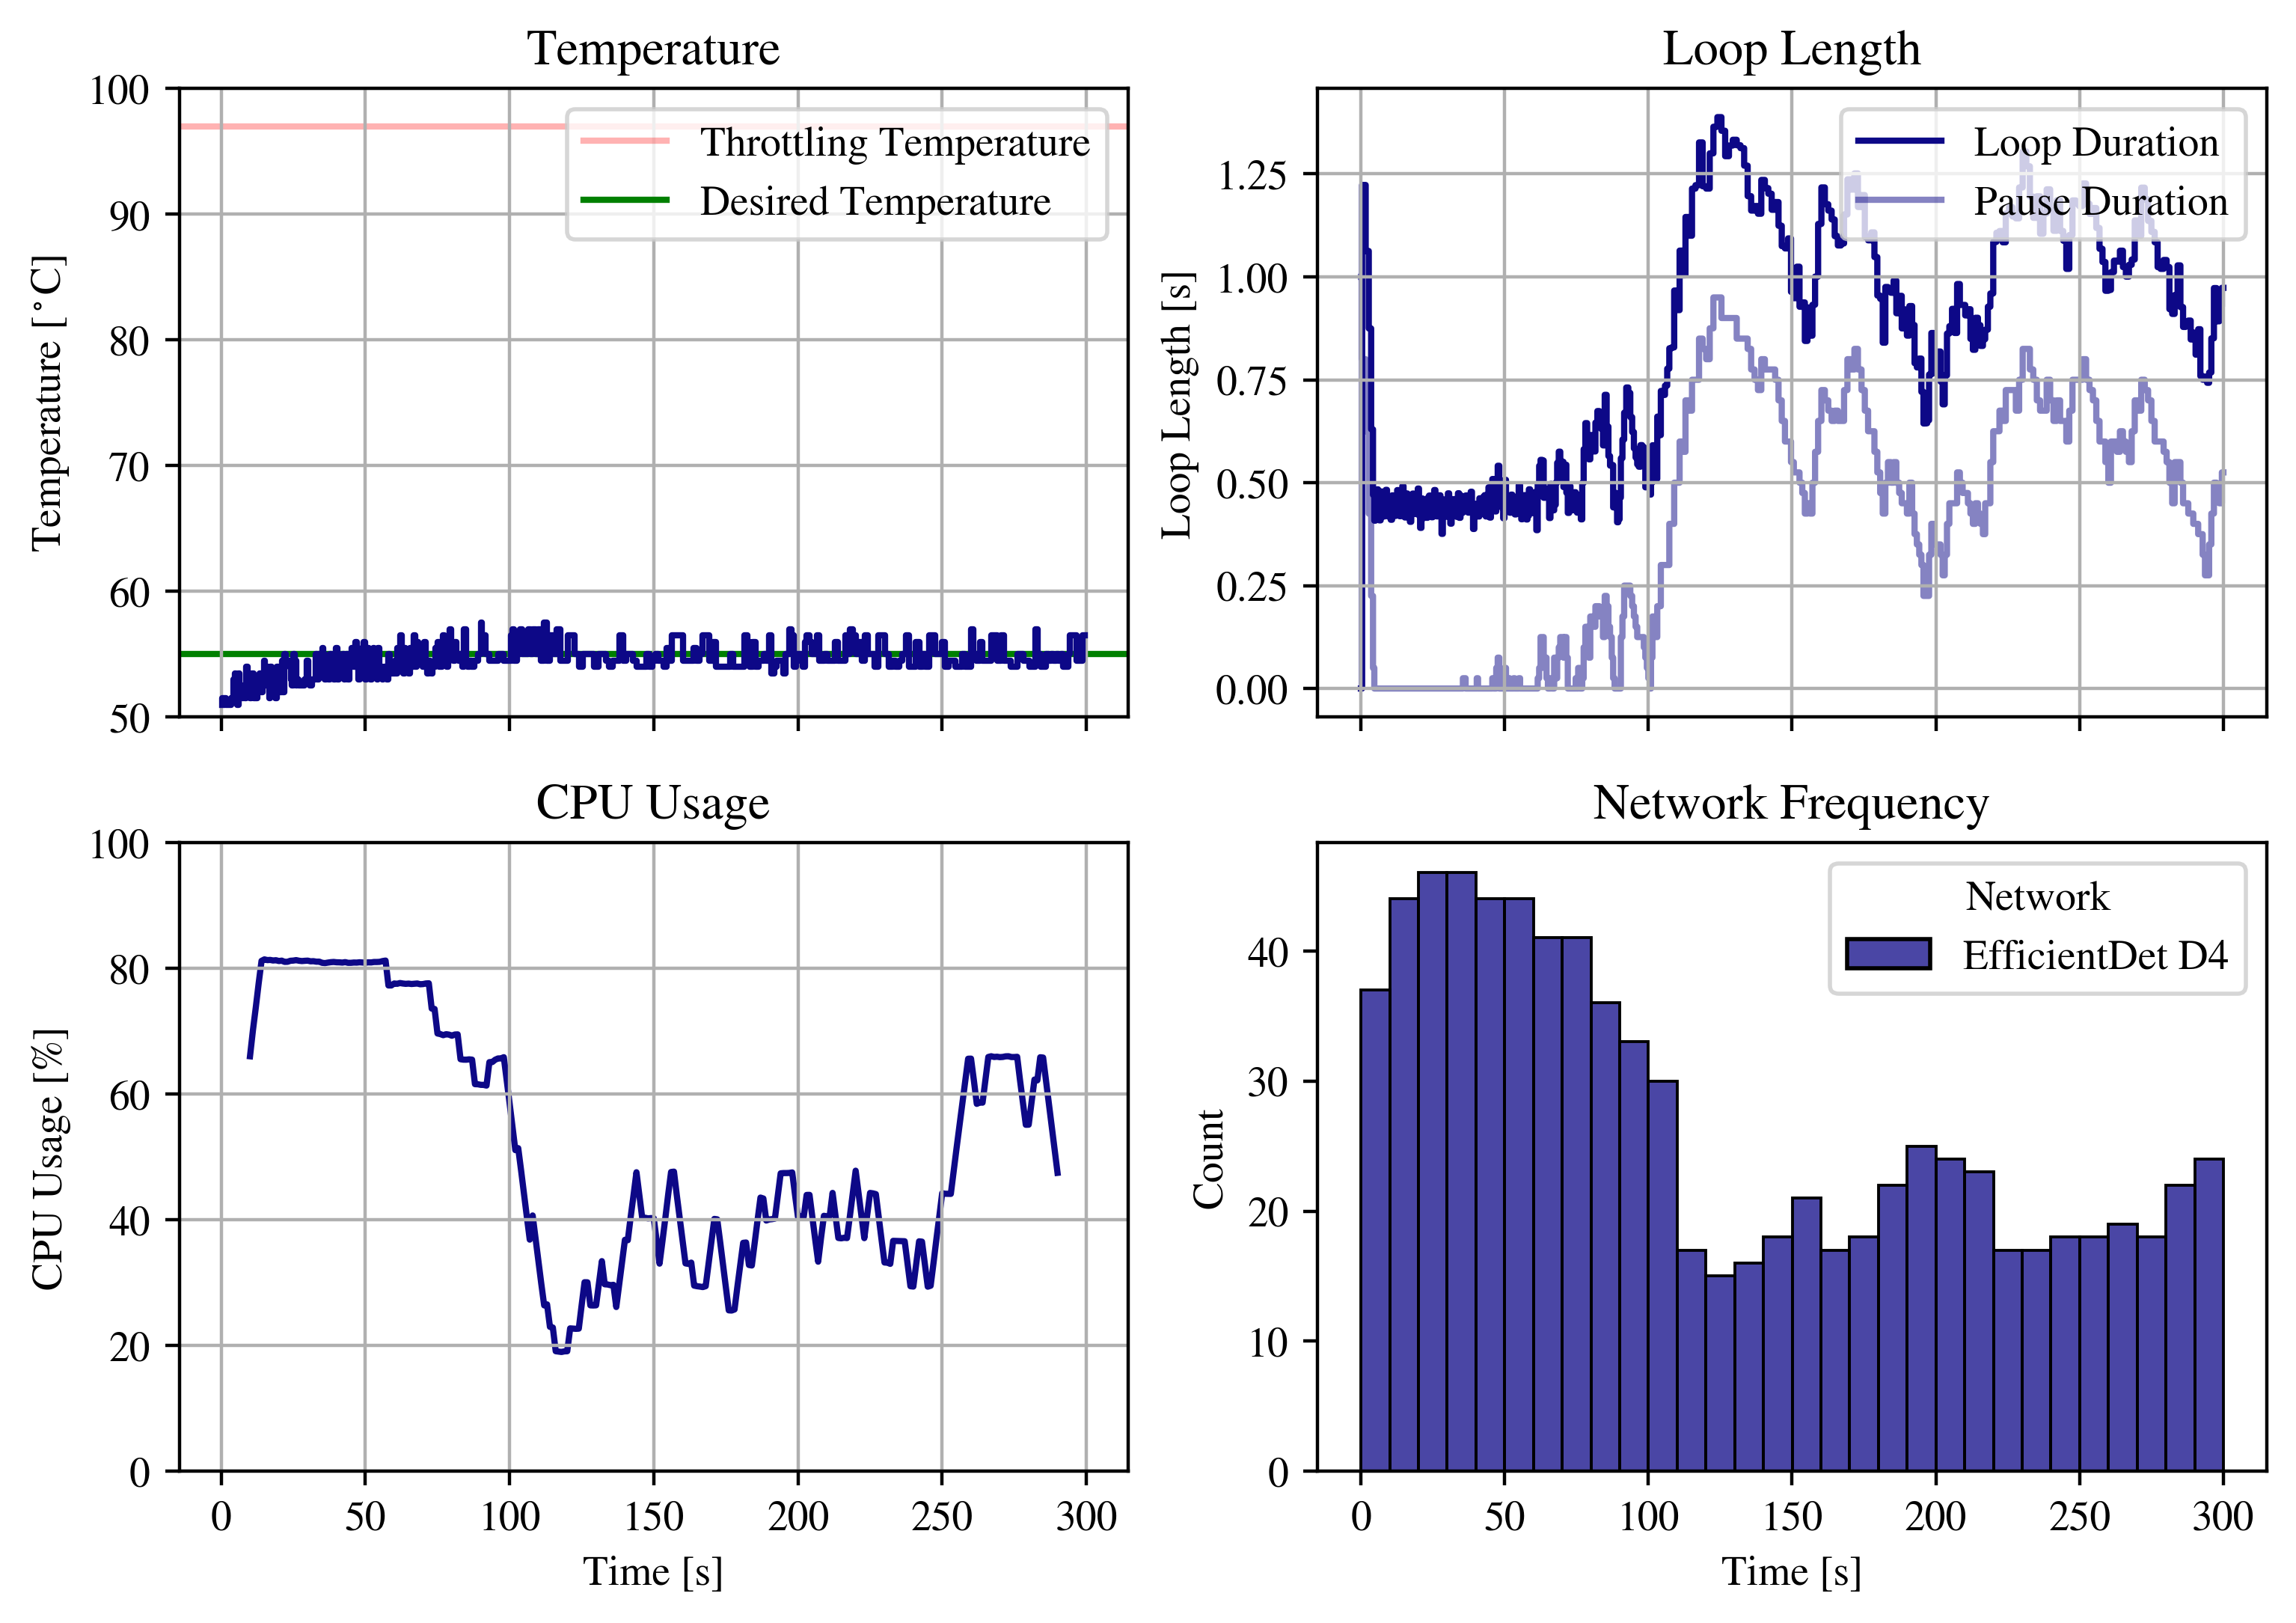 Temperature
100
90
80
70
60
50
Temperature [°C]
Throttling Temperature
Desired Temperature
Loop Length
1.25
1.00
0.75
0.50
0.25
0.00
Loop Length [s]
Loop Duration
Pause Duration
CPU Usage
100
80
60
40
20
0
CPU Usage [%]
0 50 100 150 200 250 300
Time [s]
Network Frequency
40
30
20
10
0
Count
Network
EfficientDet D4
0 50 100 150 200 250 300
Time [s]